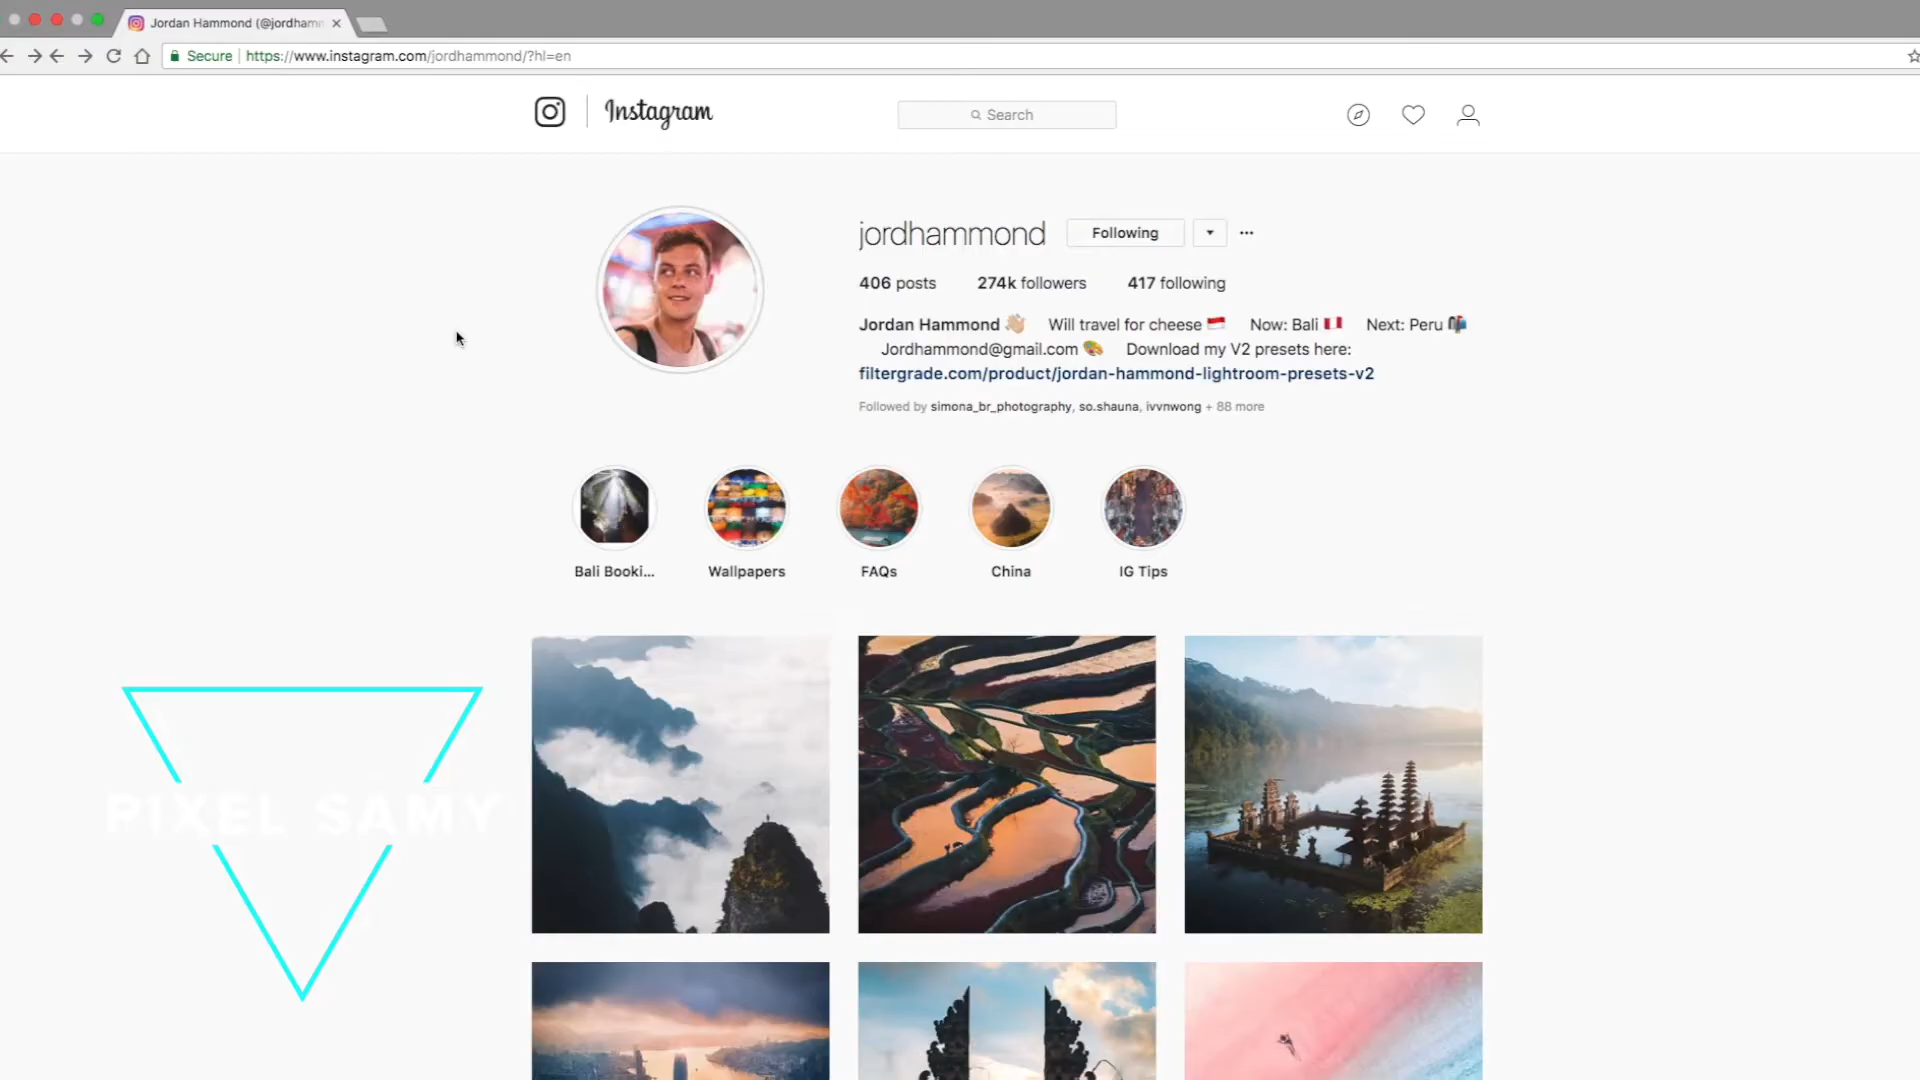 Jordan Hammond (@jordhamm
Secure https://www.instagram.com/jordhammond/?hl=en
Instagram
Search
jordhammond Following
406 posts 274k followers 417 following
Jordan Hammond 👋🏼 Will travel for cheese 🇮🇩 Now: Bali 🇵🇪 Next: Peru 📬
Jordhammond@gmail.com 🎨 Download my V2 presets here:
filtergrade.com/product/jordan-hammond-lightroom-presets-v2
Followed by simona_br_photography, so.shauna, ivvnwong + 88 more
Bali Booki... Wallpapers FAQs China IG Tips
PIXEL SAMY